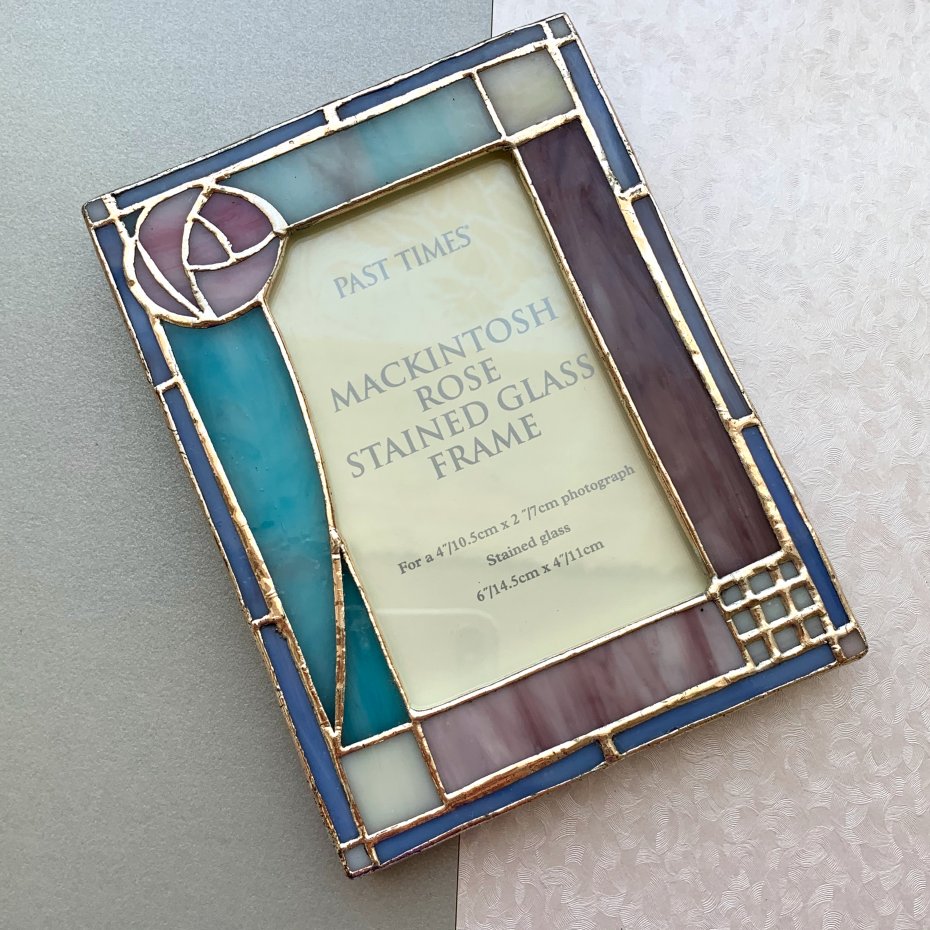 PAST TIMES®
MACKINTOSH
ROSE
STAINED GLASS
FRAME
For a 4"/10.5cm x 2 "/7cm photograph
Stained glass
6"/14.5cm x 4"/11cm